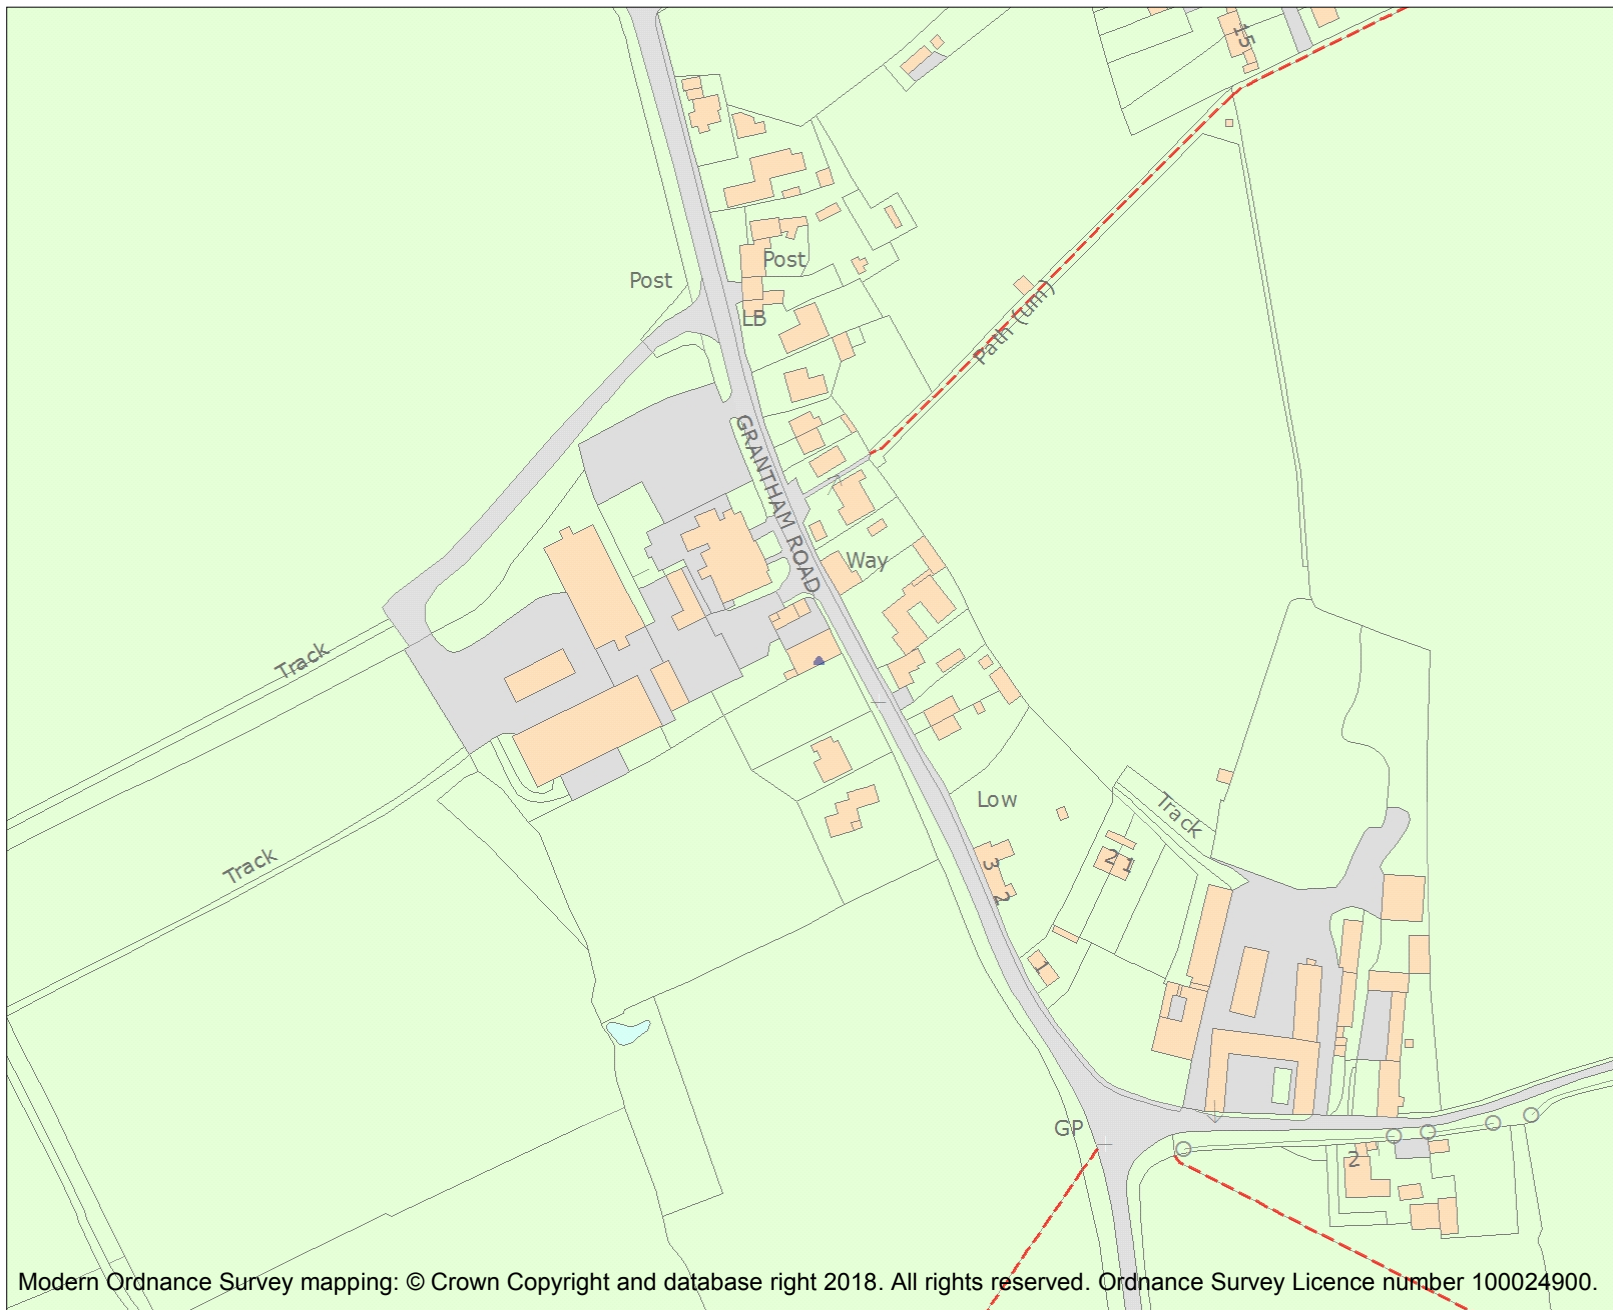 15
Post
Post
LB
Path (um)
GRANTHAM ROAD
Way
Track
Low
Track
Track
2 1
3
2
1
GP
2
Modern Ordnance Survey mapping: © Crown Copyright and database right 2018. All rights reserved. Ordnance Survey Licence number 100024900.